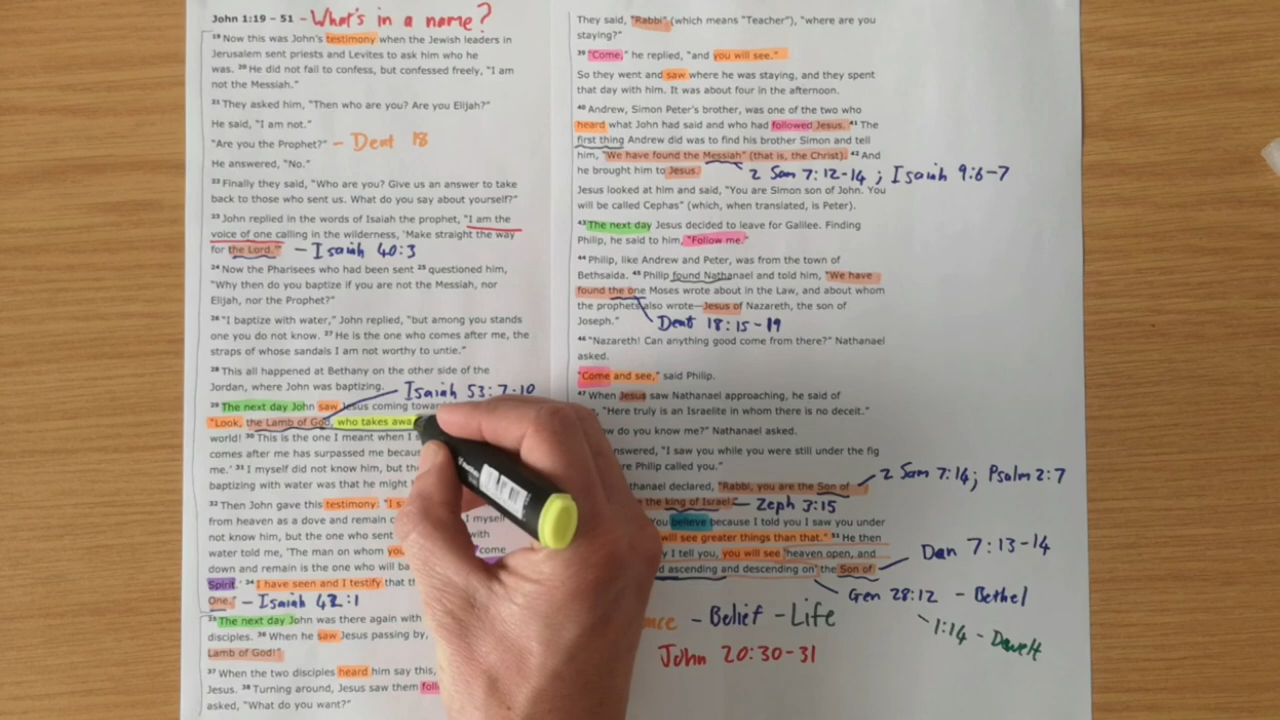 John 1:19 – 51 - What's in a name?
19 Now this was John's testimony when the Jewish leaders in
Jerusalem sent priests and Levites to ask him who he
was. 20 He did not fail to confess, but confessed freely, "I am
not the Messiah."
21 They asked him, "Then who are you? Are you Elijah?"
He said, "I am not."
"Are you the Prophet?" - Deut 18
He answered, "No."
22 Finally they said, "Who are you? Give us an answer to take
back to those who sent us. What do you say about yourself?"
23 John replied in the words of Isaiah the prophet, "I am the
voice of one calling in the wilderness, 'Make straight the way
for the Lord.'" - Isaiah 40:3
24 Now the Pharisees who had been sent 25 questioned him,
"Why then do you baptize if you are not the Messiah, nor
Elijah, nor the Prophet?"
26 "I baptize with water," John replied, "but among you stands
one you do not know. 27 He is the one who comes after me, the
straps of whose sandals I am not worthy to untie."
28 This all happened at Bethany on the other side of the
Jordan, where John was baptizing.
Isaiah 53:7-10
29 The next day John saw Jesus coming
"Look, the Lamb of God, who takes
world! 30 This is the one I meant when I
comes after me has surpassed me
me.' 31 I myself did not know him, but
baptizing with water was that he might
32 Then John gave this testimony:
from heaven as a dove and remain
I myself
not know him, but the one who sent
with
water told me, 'The man on whom
down and remain is the one who will
Spirit.' 34 I have seen and I testify that
One." - Isaiah 42:1
35 The next day John was there again with
disciples. 36 When he saw Jesus passing by,
Lamb of God!"
37 When the two disciples heard him say this,
Jesus. 38 Turning around, Jesus saw them
asked, "What do you want?"
They said, "Rabbi" (which means "Teacher"), "where are you
staying?"
39 "Come," he replied, "and you will see."
So they went and saw where he was staying, and they spent
that day with him. It was about four in the afternoon.
40 Andrew, Simon Peter's brother, was one of the two who
heard what John had said and who had followed Jesus. 41 The
first thing Andrew did was to find his brother Simon and tell
him, "We have found the Messiah" (that is, the Christ). 42 And
he brought him to Jesus.
2 Sam 7:12-14 ; Isaiah 9:6-7
Jesus looked at him and said, "You are Simon son of John. You
will be called Cephas" (which, when translated, is Peter).
43 The next day Jesus decided to leave for Galilee. Finding
Philip, he said to him, "Follow me."
44 Philip, like Andrew and Peter, was from the town of
Bethsaida. 45 Philip found Nathanael and told him, "We have
found the one Moses wrote about in the Law, and about whom
the prophets also wrote—Jesus of Nazareth, the son of
Joseph."
Deut 18:15-19
46 "Nazareth! Can anything good come from there?" Nathanael
asked.
"Come and see," said Philip.
47 When Jesus saw Nathanael approaching, he said of
"Here truly is an Israelite in whom there is no deceit."
do you know me?" Nathanael asked.
"I saw you while you were still under the fig
Philip called you."
declared, "Rabbi, you are the Son of
2 Sam 7:14; Psalm 2:7
the king of Israel." - Zeph 3:15
believe because I told you I saw you under
will see greater things than that." 51 He then
I tell you, you will see 'heaven open, and
ascending and descending on' the Son of
Dan 7:13-14
Gen 28:12 - Bethel
1:14 - Dwelt
- Belief - Life
John 20:30-31